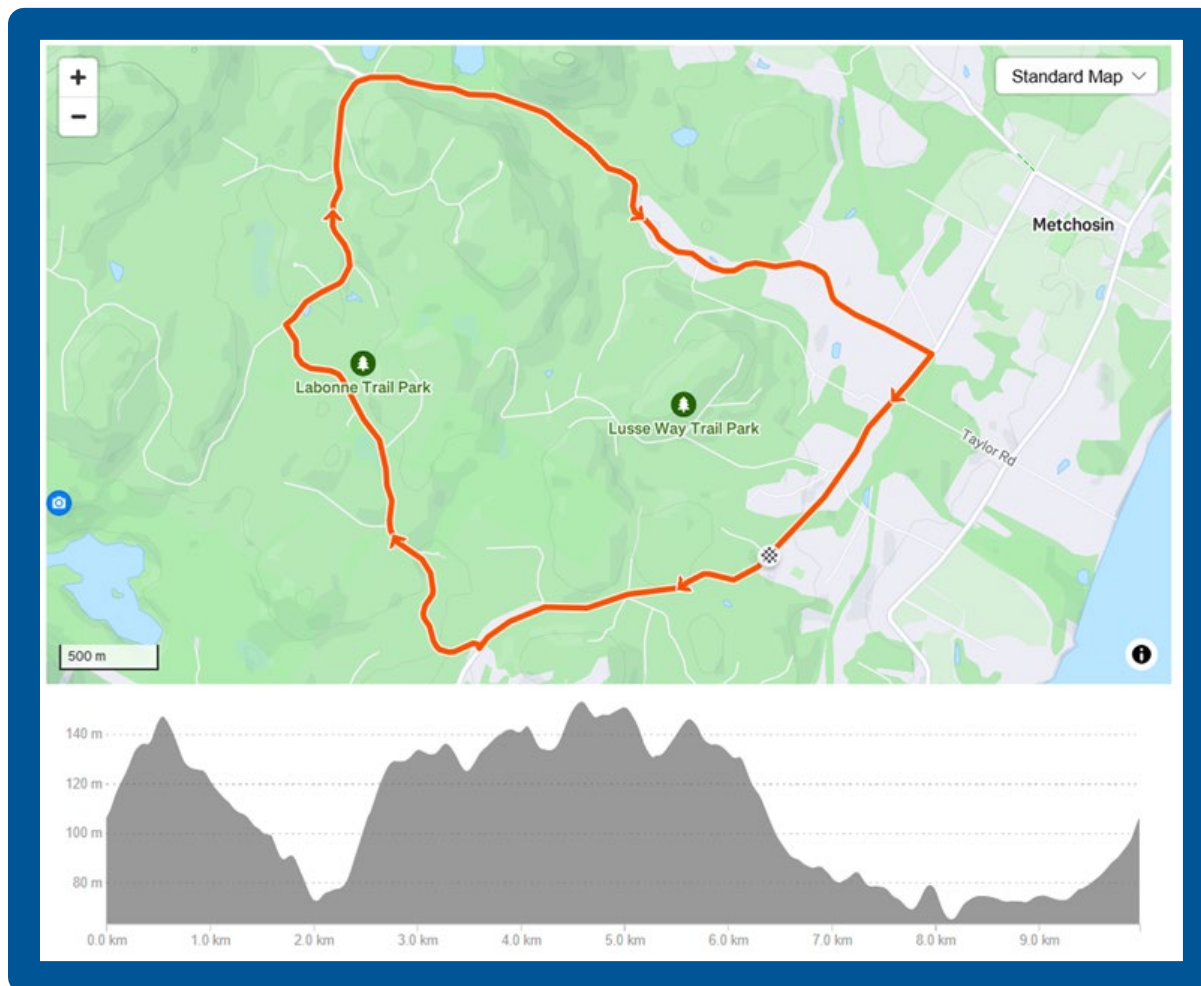 +
−
Standard Map
Metchosin
Labonne Trail Park
Lusse Way Trail Park
Taylor Rd
500 m
140 m
120 m
100 m
80 m
0.0 km 1.0 km 2.0 km 3.0 km 4.0 km 5.0 km 6.0 km 7.0 km 8.0 km 9.0 km